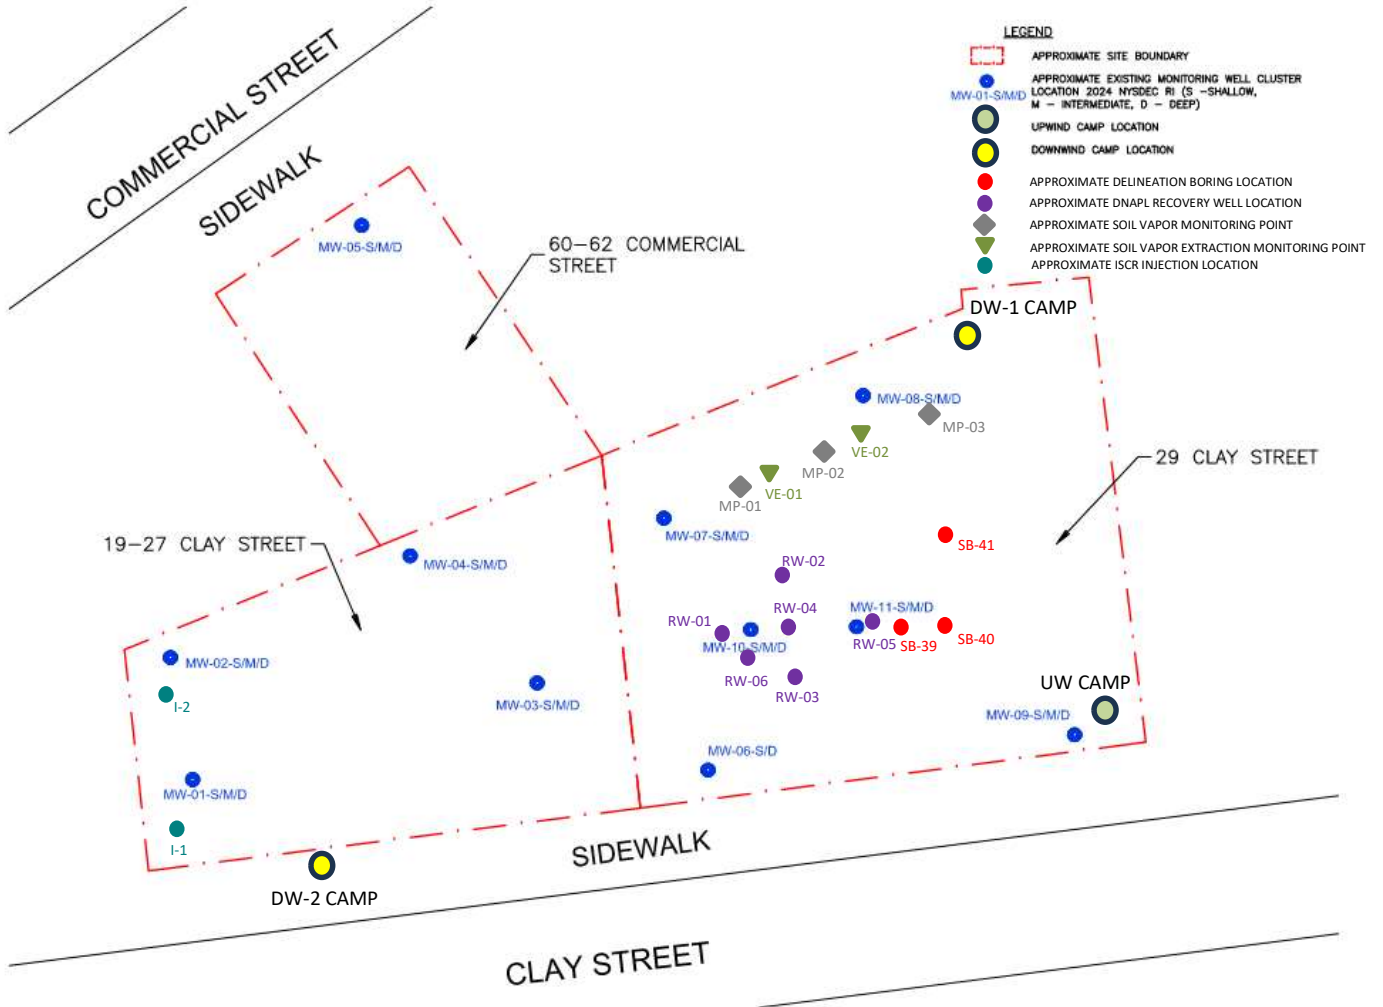 LEGEND
APPROXIMATE SITE BOUNDARY
APPROXIMATE EXISTING MONITORING WELL CLUSTER
LOCATION 2024 NYSDEC RI (S -SHALLOW,
M - INTERMEDIATE, D - DEEP)
MW-01-S/M/D
UPWIND CAMP LOCATION
DOWNWIND CAMP LOCATION
APPROXIMATE DELINEATION BORING LOCATION
APPROXIMATE DNAPL RECOVERY WELL LOCATION
APPROXIMATE SOIL VAPOR MONITORING POINT
APPROXIMATE SOIL VAPOR EXTRACTION MONITORING POINT
APPROXIMATE ISCR INJECTION LOCATION
COMMERCIAL STREET
SIDEWALK
MW-05-S/M/D
60-62 COMMERCIAL
STREET
DW-1 CAMP
MW-08-S/M/D
MP-03
VE-02
MP-02
29 CLAY STREET
VE-01
MP-01
MW-07-S/M/D
19-27 CLAY STREET
SB-41
MW-04-S/M/D
RW-02
RW-04
MW-11-S/M/D
RW-01
SB-40
RW-05
SB-39
MW-10-S/M/D
MW-02-S/M/D
RW-06
UW CAMP
RW-03
I-2
MW-03-S/M/D
MW-09-S/M/D
MW-06-S/D
MW-01-S/M/D
I-1
SIDEWALK
DW-2 CAMP
CLAY STREET